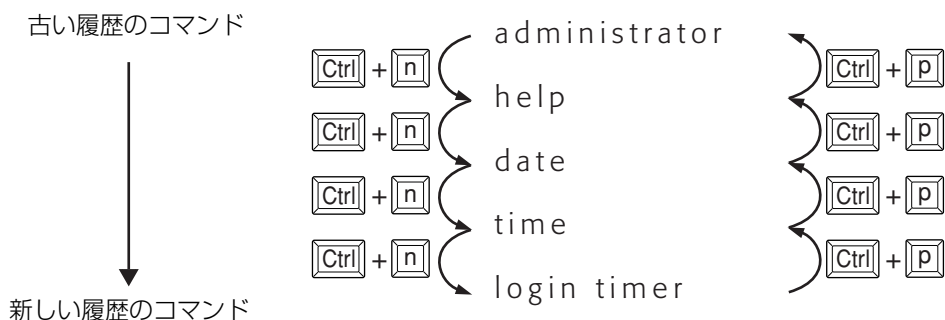 古い履歴のコマンド
administrator
Ctrl + n
Ctrl + p
help
Ctrl + n
Ctrl + p
date
Ctrl + n
Ctrl + p
time
Ctrl + n
Ctrl + p
login timer
新しい履歴のコマンド